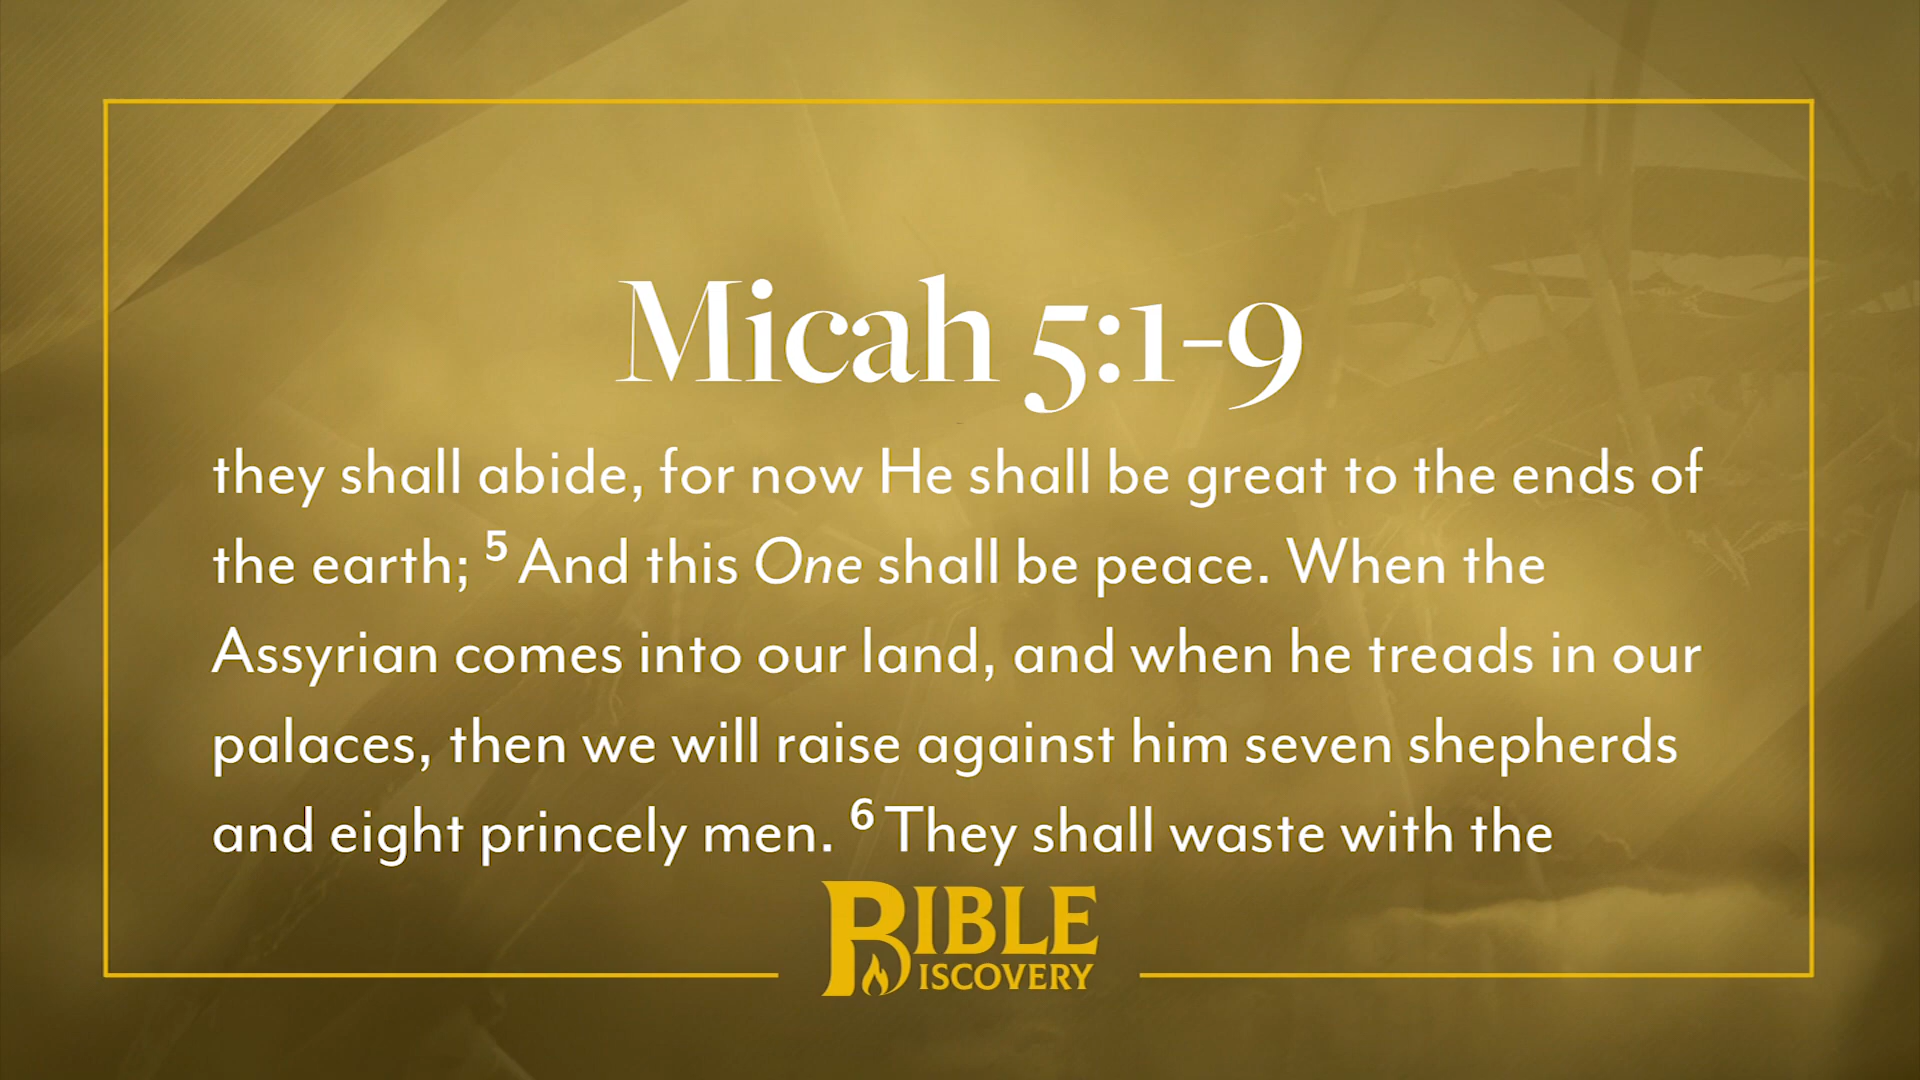 Micah 5:1-9
they shall abide, for now He shall be great to the ends of
the earth; 5 And this One shall be peace. When the
Assyrian comes into our land, and when he treads in our
palaces, then we will raise against him seven shepherds
and eight princely men. 6 They shall waste with the
BIBLE
DISCOVERY